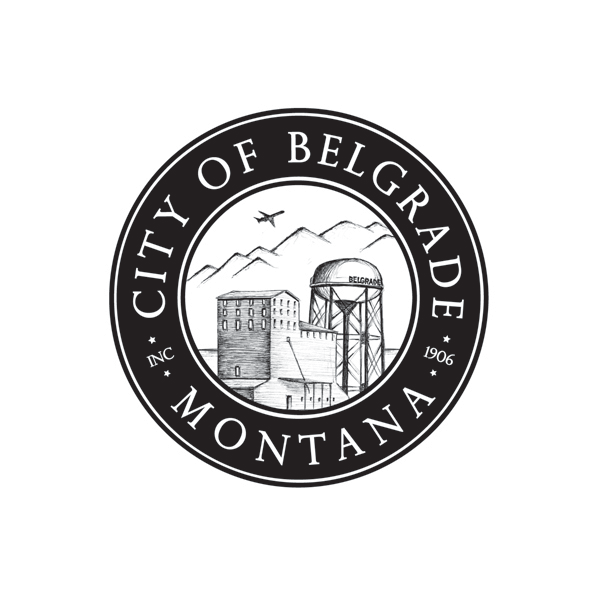 CITY OF BELGRADE
INC
1906
MONTANA
BELGRADE